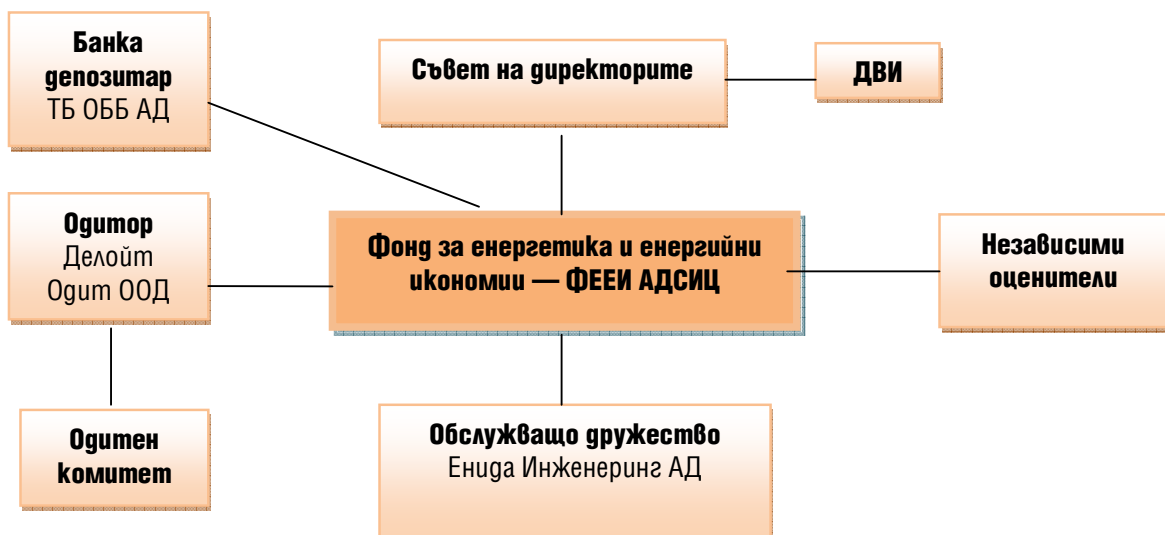 Банка
депозитар
ТБ ОББ АД
Съвет на директорите
ДВИ
Одитор
Делойт
Одит ООД
Фонд за енергетика и енергийни
икономии — ФЕЕИ АДСИЦ
Независими
оценители
Одитен
комитет
Обслужващо дружество
Енида Инженеринг АД